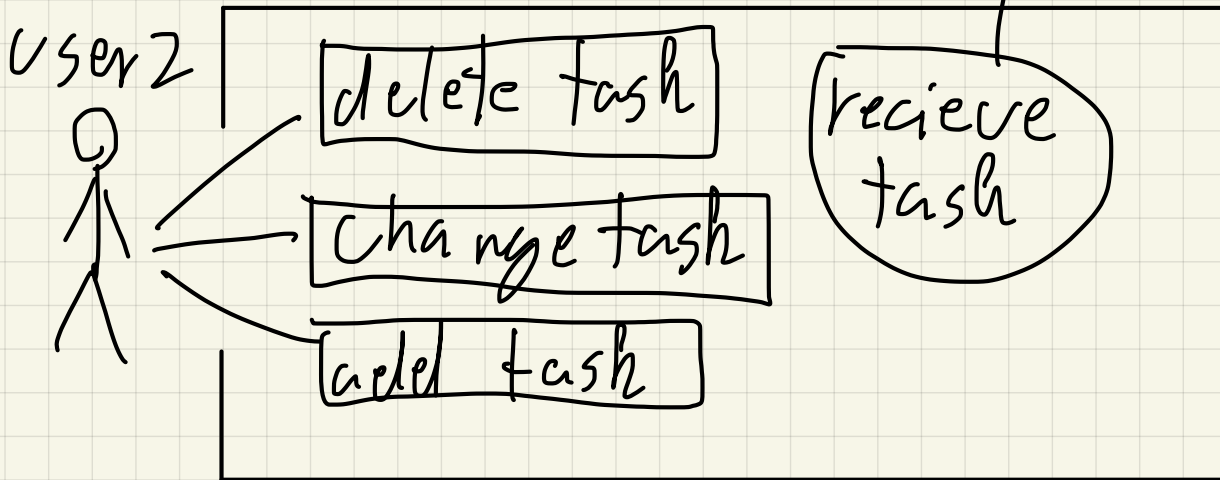 user2
delete task
change task
add task
recieve
task